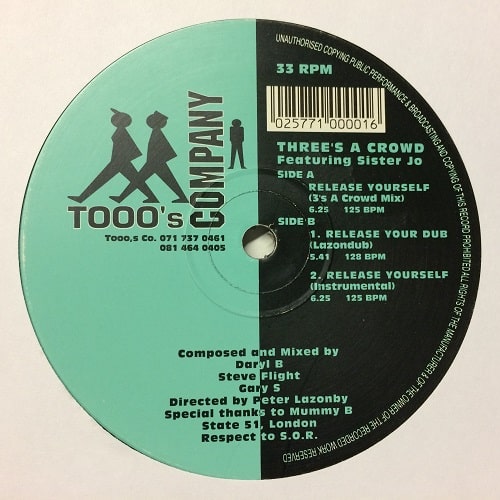 TOOO's
COMPANY
Tooo,s Co. 071 737 0461
081 464 0405
33 RPM
025771 000016
THREE'S A CROWD
Featuring Sister Jo
SIDE A
RELEASE YOURSELF
(3's A Crowd Mix)
6.25 125 BPM
SIDE B
1. RELEASE YOUR DUB
(Lazondub)
5.41 128 BPM
2. RELEASE YOURSELF
(Instrumental)
6.25 125 BPM
Composed and Mixed by
Daryl B
Steve Flight
Gary S
Directed by Peter Lazonby
Special thanks to Mummy B
State 51, London
Respect to S.O.R.
UNAUTHORISED COPYING PUBLIC PERFORMANCE & BROADCASTING AND COPYING OF THIS RECORD PROHIBITED ALL RIGHTS OF THE MANUFACTURER & OF THE OWNER OF THE RECORDED WORK RESERVED